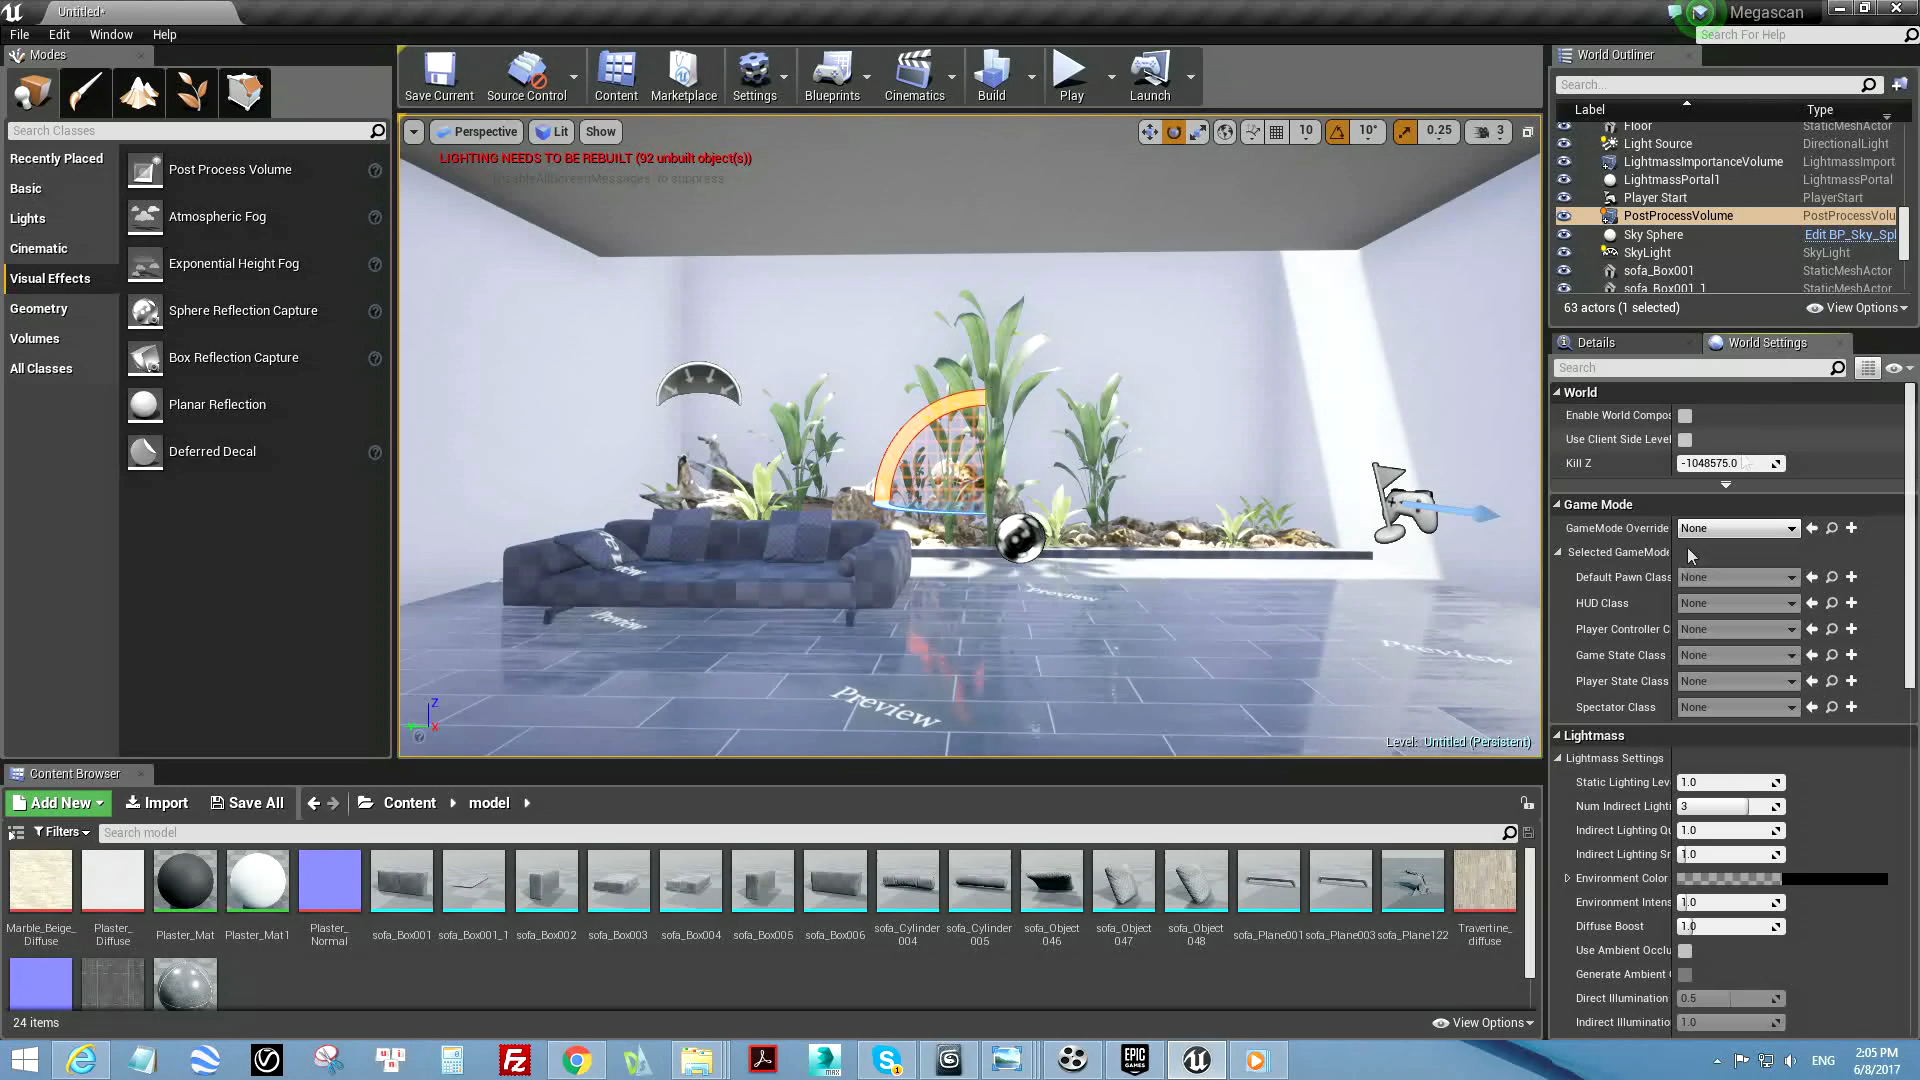 Untitled*
Megascan
File Edit Window Help
Search For Help
Modes
Search Classes
Recently Placed
Basic
Lights
Cinematic
Visual Effects
Geometry
Volumes
All Classes
Post Process Volume
Atmospheric Fog
Exponential Height Fog
Sphere Reflection Capture
Box Reflection Capture
Planar Reflection
Deferred Decal
Save Current Source Control Content Marketplace Settings Blueprints Cinematics Build Play Launch
Perspective Lit Show
10 10° 0.25 3
LIGHTING NEEDS TO BE REBUILT (92 unbuilt object(s))
'DisableAllScreenMessages' to suppress
Preview
Preview
Preview
Preview
Preview
Z
X
Level: Untitled (Persistent)
World Outliner
Search...
Label Type
Floor StaticMeshActor
Light Source DirectionalLight
LightmassImportanceVolume LightmassImport
LightmassPortal1 LightmassPortal
Player Start PlayerStart
PostProcessVolume PostProcessVolu
Sky Sphere Edit BP_Sky_Spl
SkyLight SkyLight
sofa_Box001 StaticMeshActor
sofa_Box001_1 StaticMeshActor
63 actors (1 selected) View Options
Details World Settings
Search
World
Enable World Compos
Use Client Side Level
Kill Z -1048575.0
Game Mode
GameMode Override None
Selected GameMode
Default Pawn Class None
HUD Class None
Player Controller C None
Game State Class None
Player State Class None
Spectator Class None
Lightmass
Lightmass Settings
Static Lighting Lev 1.0
Num Indirect Lighti 3
Indirect Lighting Qu 1.0
Indirect Lighting Sm 1.0
Environment Color
Environment Intens 1.0
Diffuse Boost 1.0
Use Ambient Occlu
Generate Ambient O
Direct Illumination 0.5
Indirect Illuminatio 1.0
Content Browser
Add New Import Save All Content model
Filters Search model
Marble_Beige_
Diffuse
Plaster_
Diffuse
Plaster_Mat
Plaster_Mat1
Plaster_
Normal
sofa_Box001
sofa_Box001_1
sofa_Box002
sofa_Box003
sofa_Box004
sofa_Box005
sofa_Box006
sofa_Cylinder
004
sofa_Cylinder
005
sofa_Object
046
sofa_Object
047
sofa_Object
048
sofa_Plane001
sofa_Plane003
sofa_Plane122
Travertine_
diffuse
24 items View Options
EPIC
GAMES
MAX
ENG
2:05 PM
6/8/2017